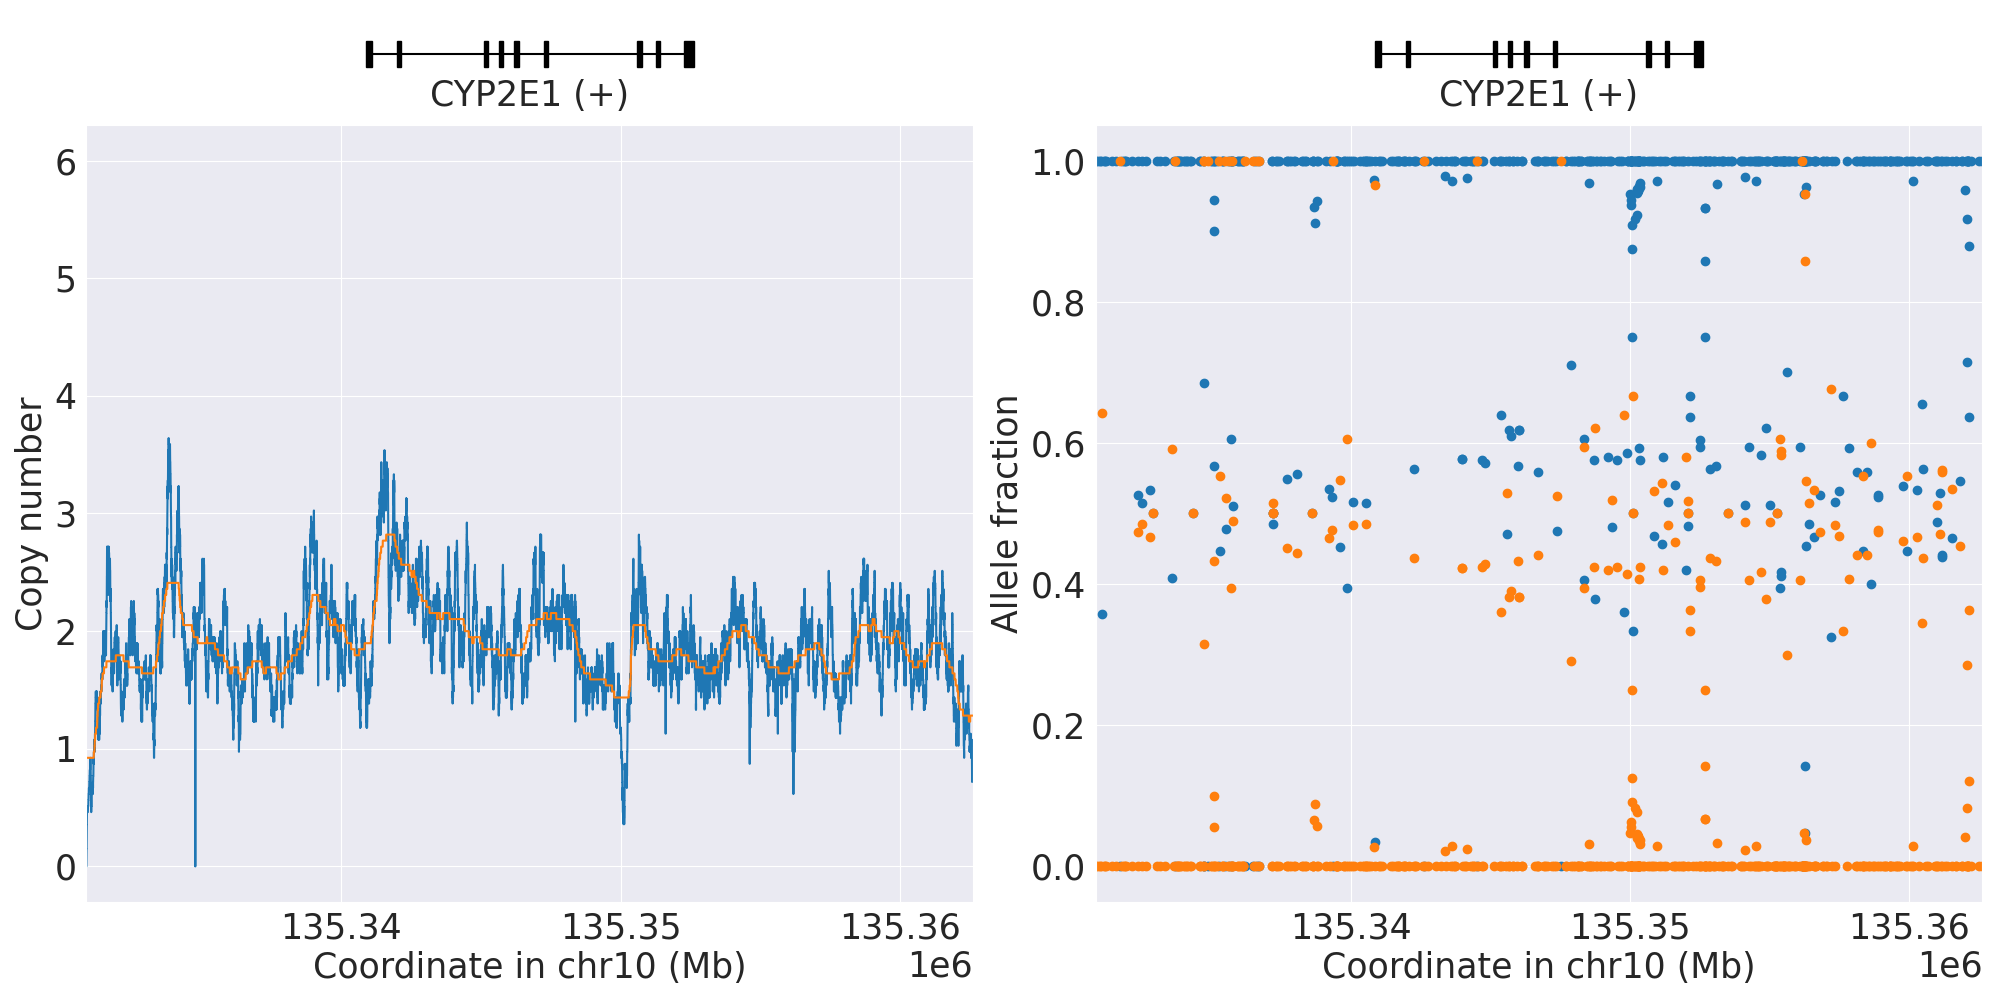 CYP2E1 (+)
6
5
4
3
2
1
0
Copy number
135.34 135.35 135.36
Coordinate in chr10 (Mb)
1e6
CYP2E1 (+)
1.0
0.8
0.6
0.4
0.2
0.0
Allele fraction
135.34 135.35 135.36
Coordinate in chr10 (Mb)
1e6